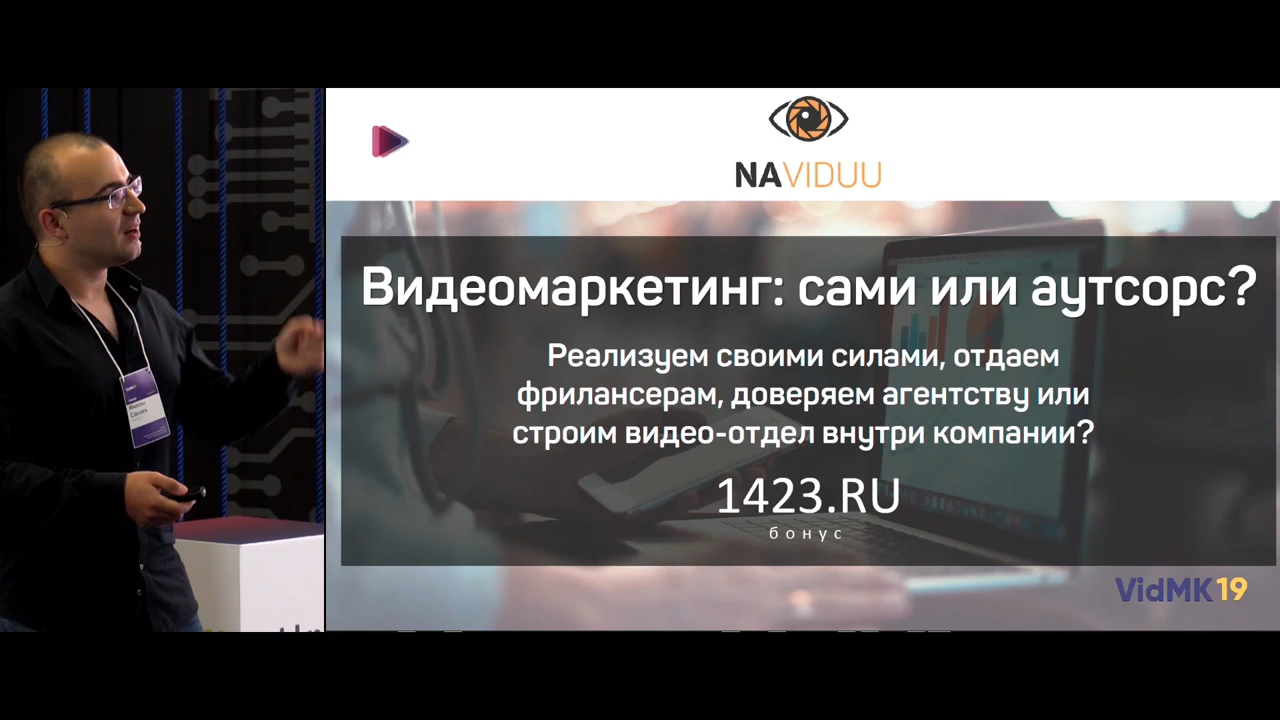 NAVIDUU
Видеомаркетинг: сами или аутсорс?
Реализуем своими силами, отдаем
фрилансерам, доверяем агентству или
строим видео-отдел внутри компании?
1423.RU
бонус
VidMK19